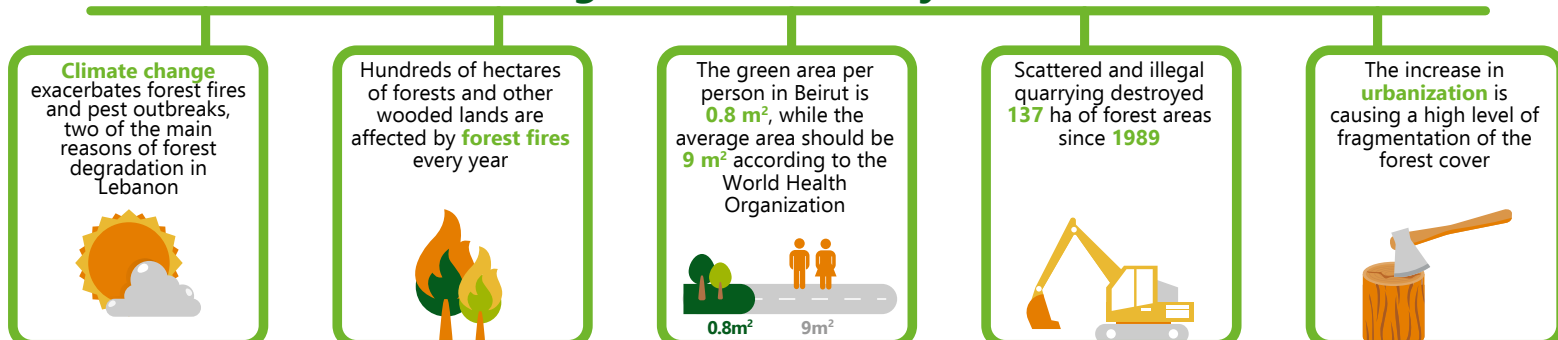 Climate change
exacerbates forest fires
and pest outbreaks,
two of the main
reasons of forest
degradation in
Lebanon
Hundreds of hectares
of forests and other
wooded lands are
affected by forest fires
every year
The green area per
person in Beirut is
0.8 m², while the
average area should be
9 m² according to the
World Health
Organization
0.8m²
9m²
Scattered and illegal
quarrying destroyed
137 ha of forest areas
since 1989
The increase in
urbanization is
causing a high level of
fragmentation of the
forest cover